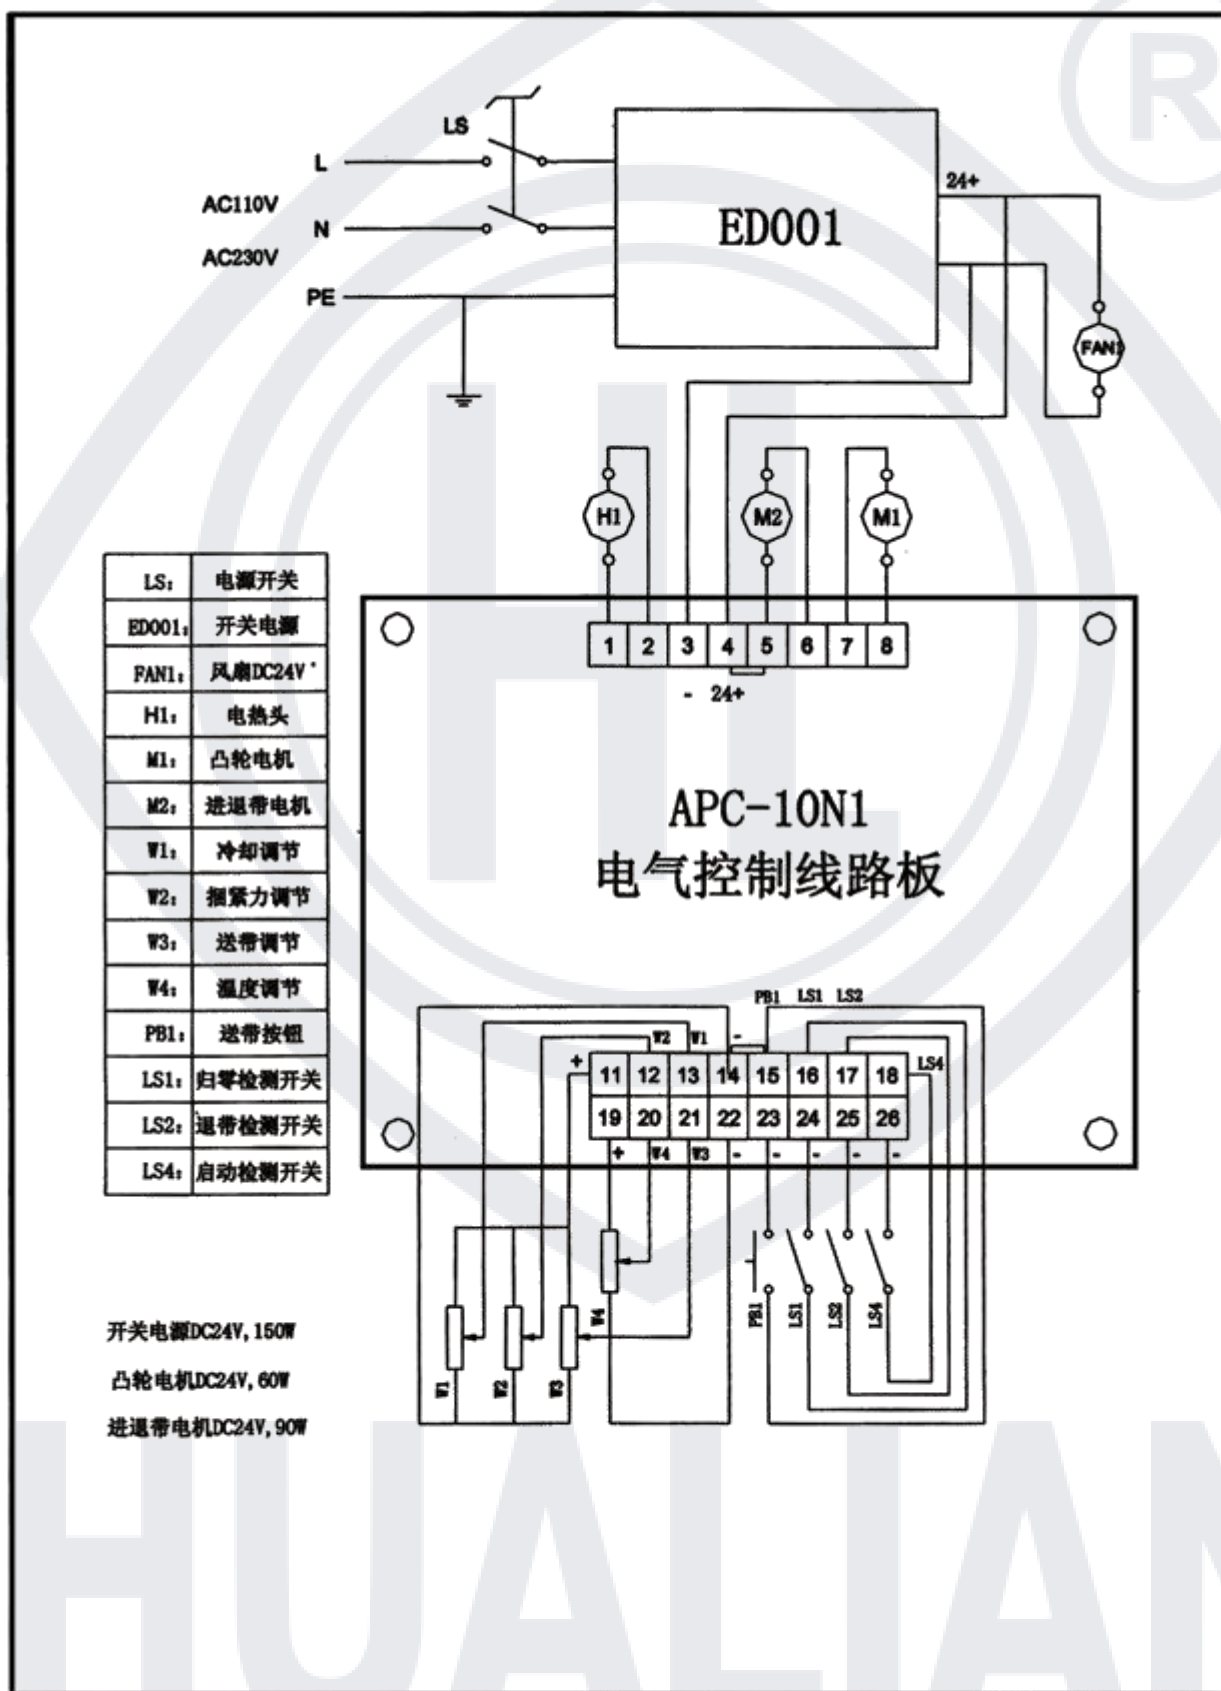 R
LS
L
AC110V
N
AC230V
PE
ED001
24+
FAN1
H1
M2
M1
LS: 电源开关
ED001: 开关电源
FAN1: 风扇DC24V
H1: 电热头
M1: 凸轮电机
M2: 进退带电机
W1: 冷却调节
W2: 捆紧力调节
W3: 送带调节
W4: 温度调节
PB1: 送带按钮
LS1: 归零检测开关
LS2: 退带检测开关
LS4: 启动检测开关
1 2 3 4 5 6 7 8
- 24+
APC-10N1
电气控制线路板
PB1 LS1 LS2
W2 W1 -
+ 11 12 13 14 15 16 17 18 LS4
19 20 21 22 23 24 25 26
+ W4 W3 - - - - -
W1
W2
W3
W4
PB1
LS1
LS2
LS4
开关电源DC24V,150W
凸轮电机DC24V,60W
进退带电机DC24V,90W
HL
HUALIAN